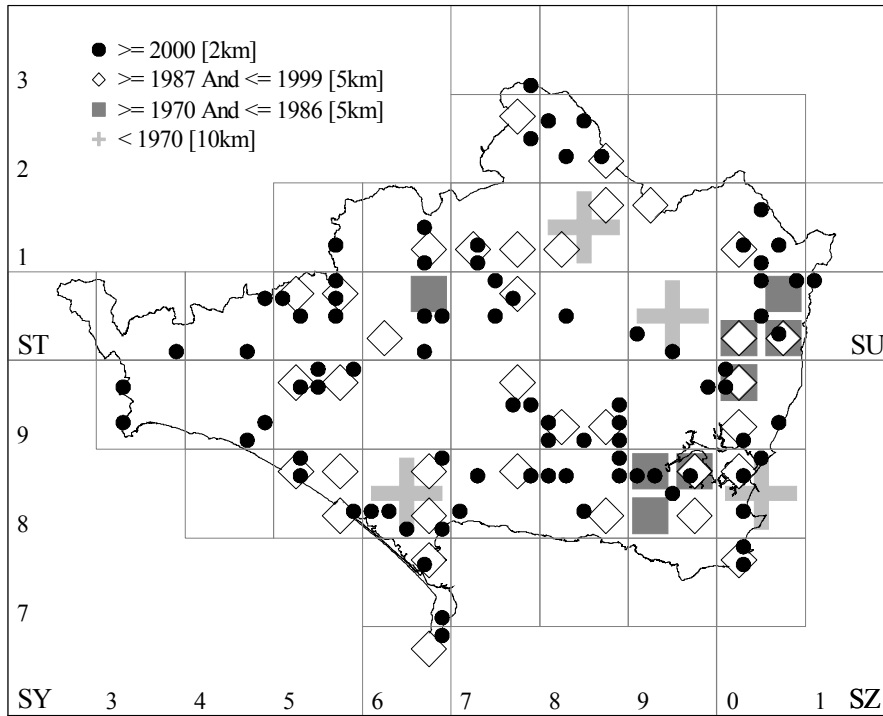 >= 2000 [2km]
>= 1987 And <= 1999 [5km]
>= 1970 And <= 1986 [5km]
< 1970 [10km]
3
2
1
ST
SU
9
8
7
SY 3 4 5 6 7 8 9 0 1 SZ